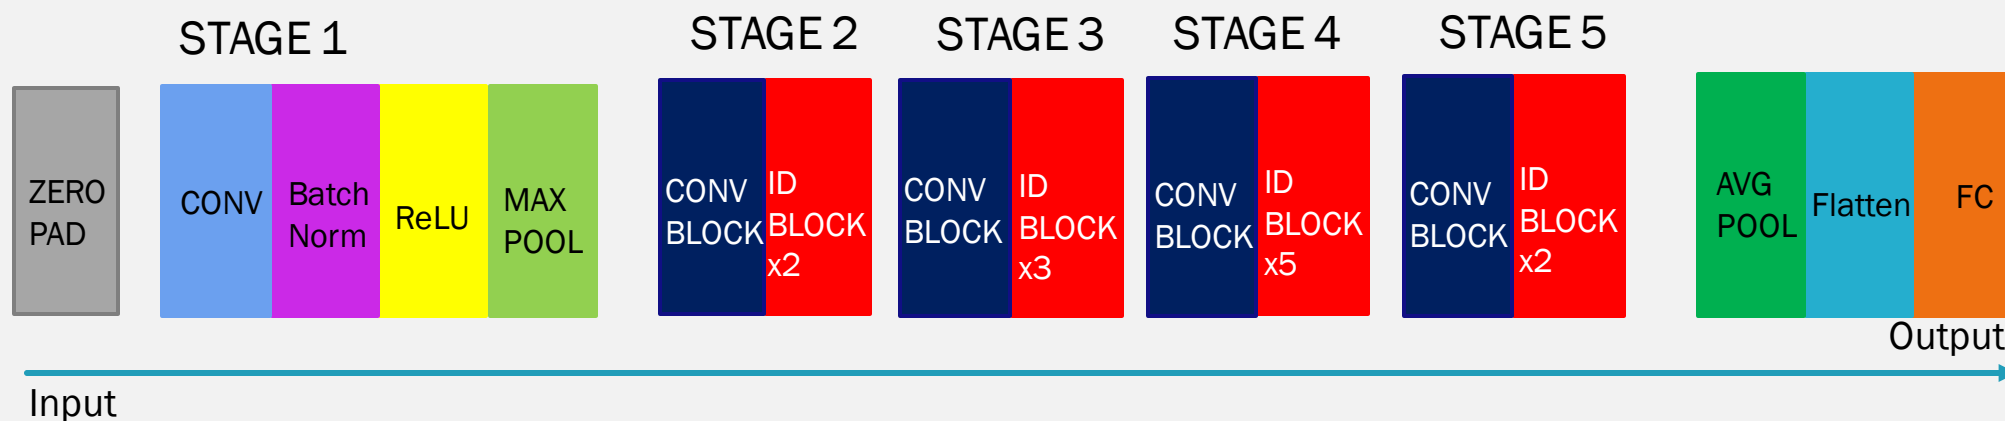 STAGE 1
STAGE 2
STAGE 3
STAGE 4
STAGE 5
ZERO
PAD
CONV
Batch
Norm
ReLU
MAX
POOL
CONV
BLOCK
ID
BLOCK
x2
CONV
BLOCK
ID
BLOCK
x3
CONV
BLOCK
ID
BLOCK
x5
CONV
BLOCK
ID
BLOCK
x2
AVG
POOL
Flatten
FC
Output
Input